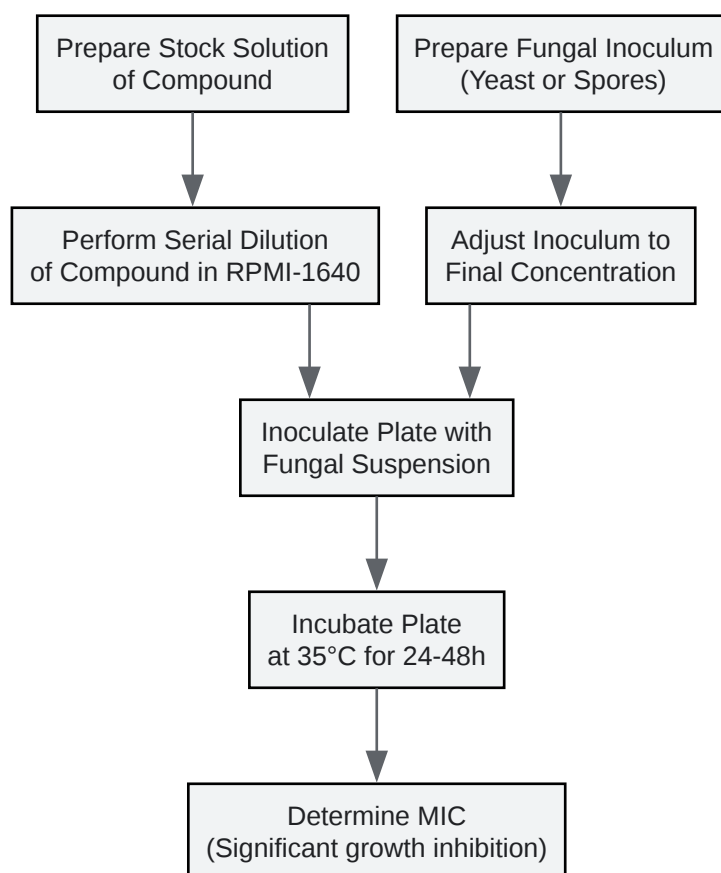 Prepare Stock Solution
of Compound
Prepare Fungal Inoculum
(Yeast or Spores)
Perform Serial Dilution
of Compound in RPMI-1640
Adjust Inoculum to
Final Concentration
Inoculate Plate with
Fungal Suspension
Incubate Plate
at 35°C for 24-48h
Determine MIC
(Significant growth inhibition)